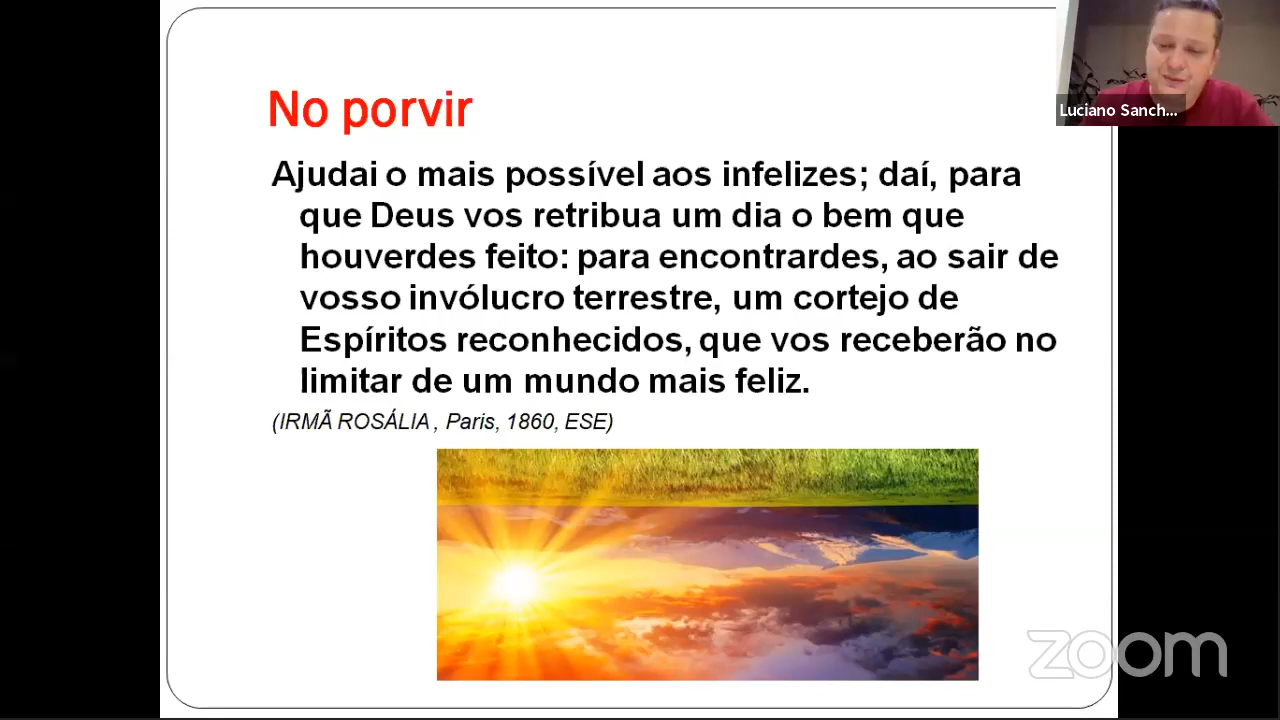 No porvir
Ajudai o mais possível aos infelizes; daí, para
que Deus vos retribua um dia o bem que
houverdes feito: para encontrardes, ao sair de
vosso invólucro terrestre, um cortejo de
Espíritos reconhecidos, que vos receberão no
limitar de um mundo mais feliz.
(IRMÃ ROSÁLIA , Paris, 1860, ESE)
Luciano Sanch...
zoom